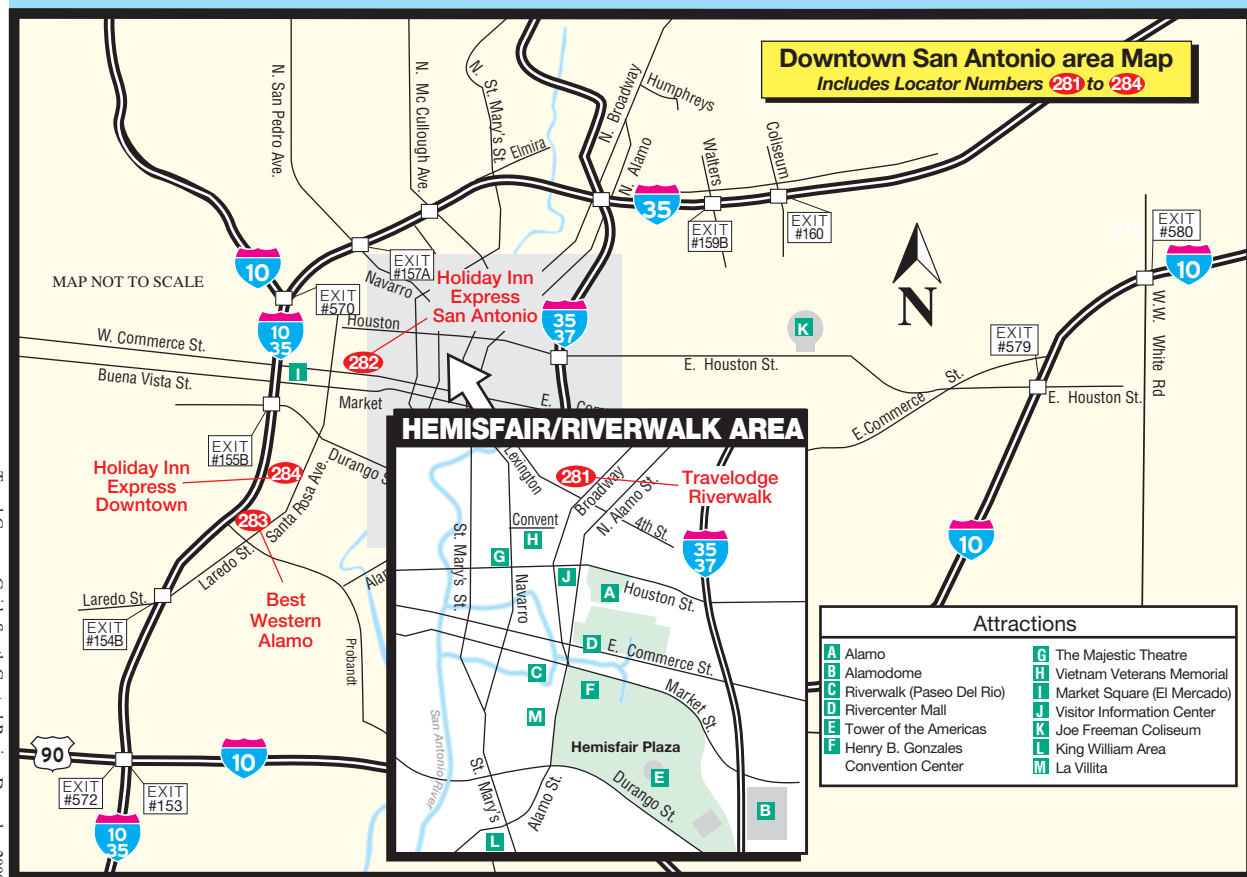 Downtown San Antonio area Map
Includes Locator Numbers 281 to 284
N. San Pedro Ave.
N. Mc Cullough Ave.
N. St. Mary's St.
Elmira
N. Broadway
Humphreys
N. Alamo
Walters
Coliseum
35
EXIT
#159B
EXIT
#160
EXIT
#580
10
10
MAP NOT TO SCALE
EXIT
#157A
Navarro
Holiday Inn
Express
San Antonio
N
EXIT
#570
10
35
35
37
Houston
K
W. Commerce St.
282
E. Houston St.
EXIT
#579
W.W. White Rd
I
Buena Vista St.
Market
E.
E.Commerce St.
E. Houston St.
EXIT
#155B
Durango
Holiday Inn
Express
Downtown
284
Santa Rosa Ave.
283
Laredo St.
Laredo St.
EXIT
#154B
Best
Western
Alamo
Probandt
10
90
10
EXIT
#572
EXIT
#153
10
35
HEMISFAIR/RIVERWALK AREA
Lexington
281
Broadway
Travelodge
Riverwalk
N. Alamo St.
Convent
4th St.
St. Mary's St.
H
G
35
37
Navarro
J
A
Houston St.
D
E. Commerce St.
C
F
Market St.
M
San Antonio River
Hemisfair Plaza
E
St. Mary's
Alamo St.
Durango St.
B
L
Attractions
A Alamo
B Alamodome
C Riverwalk (Paseo Del Rio)
D Rivercenter Mall
E Tower of the Americas
F Henry B. Gonzales
Convention Center
G The Majestic Theatre
H Vietnam Veterans Memorial
I Market Square (El Mercado)
J Visitor Information Center
K Joe Freeman Coliseum
L King William Area
M La Villita